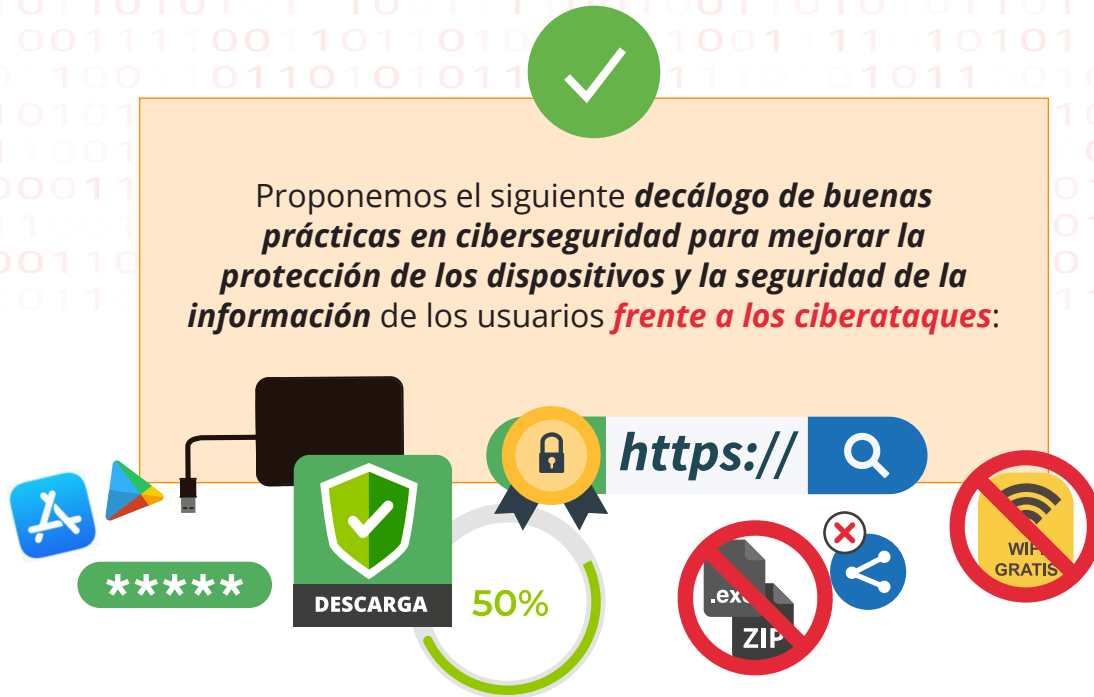 Proponemos el siguiente decálogo de buenas
prácticas en ciberseguridad para mejorar la
protección de los dispositivos y la seguridad de la
información de los usuarios frente a los ciberataques:
https://
*****
DESCARGA
50%
.exe
ZIP
WIFI
GRATIS